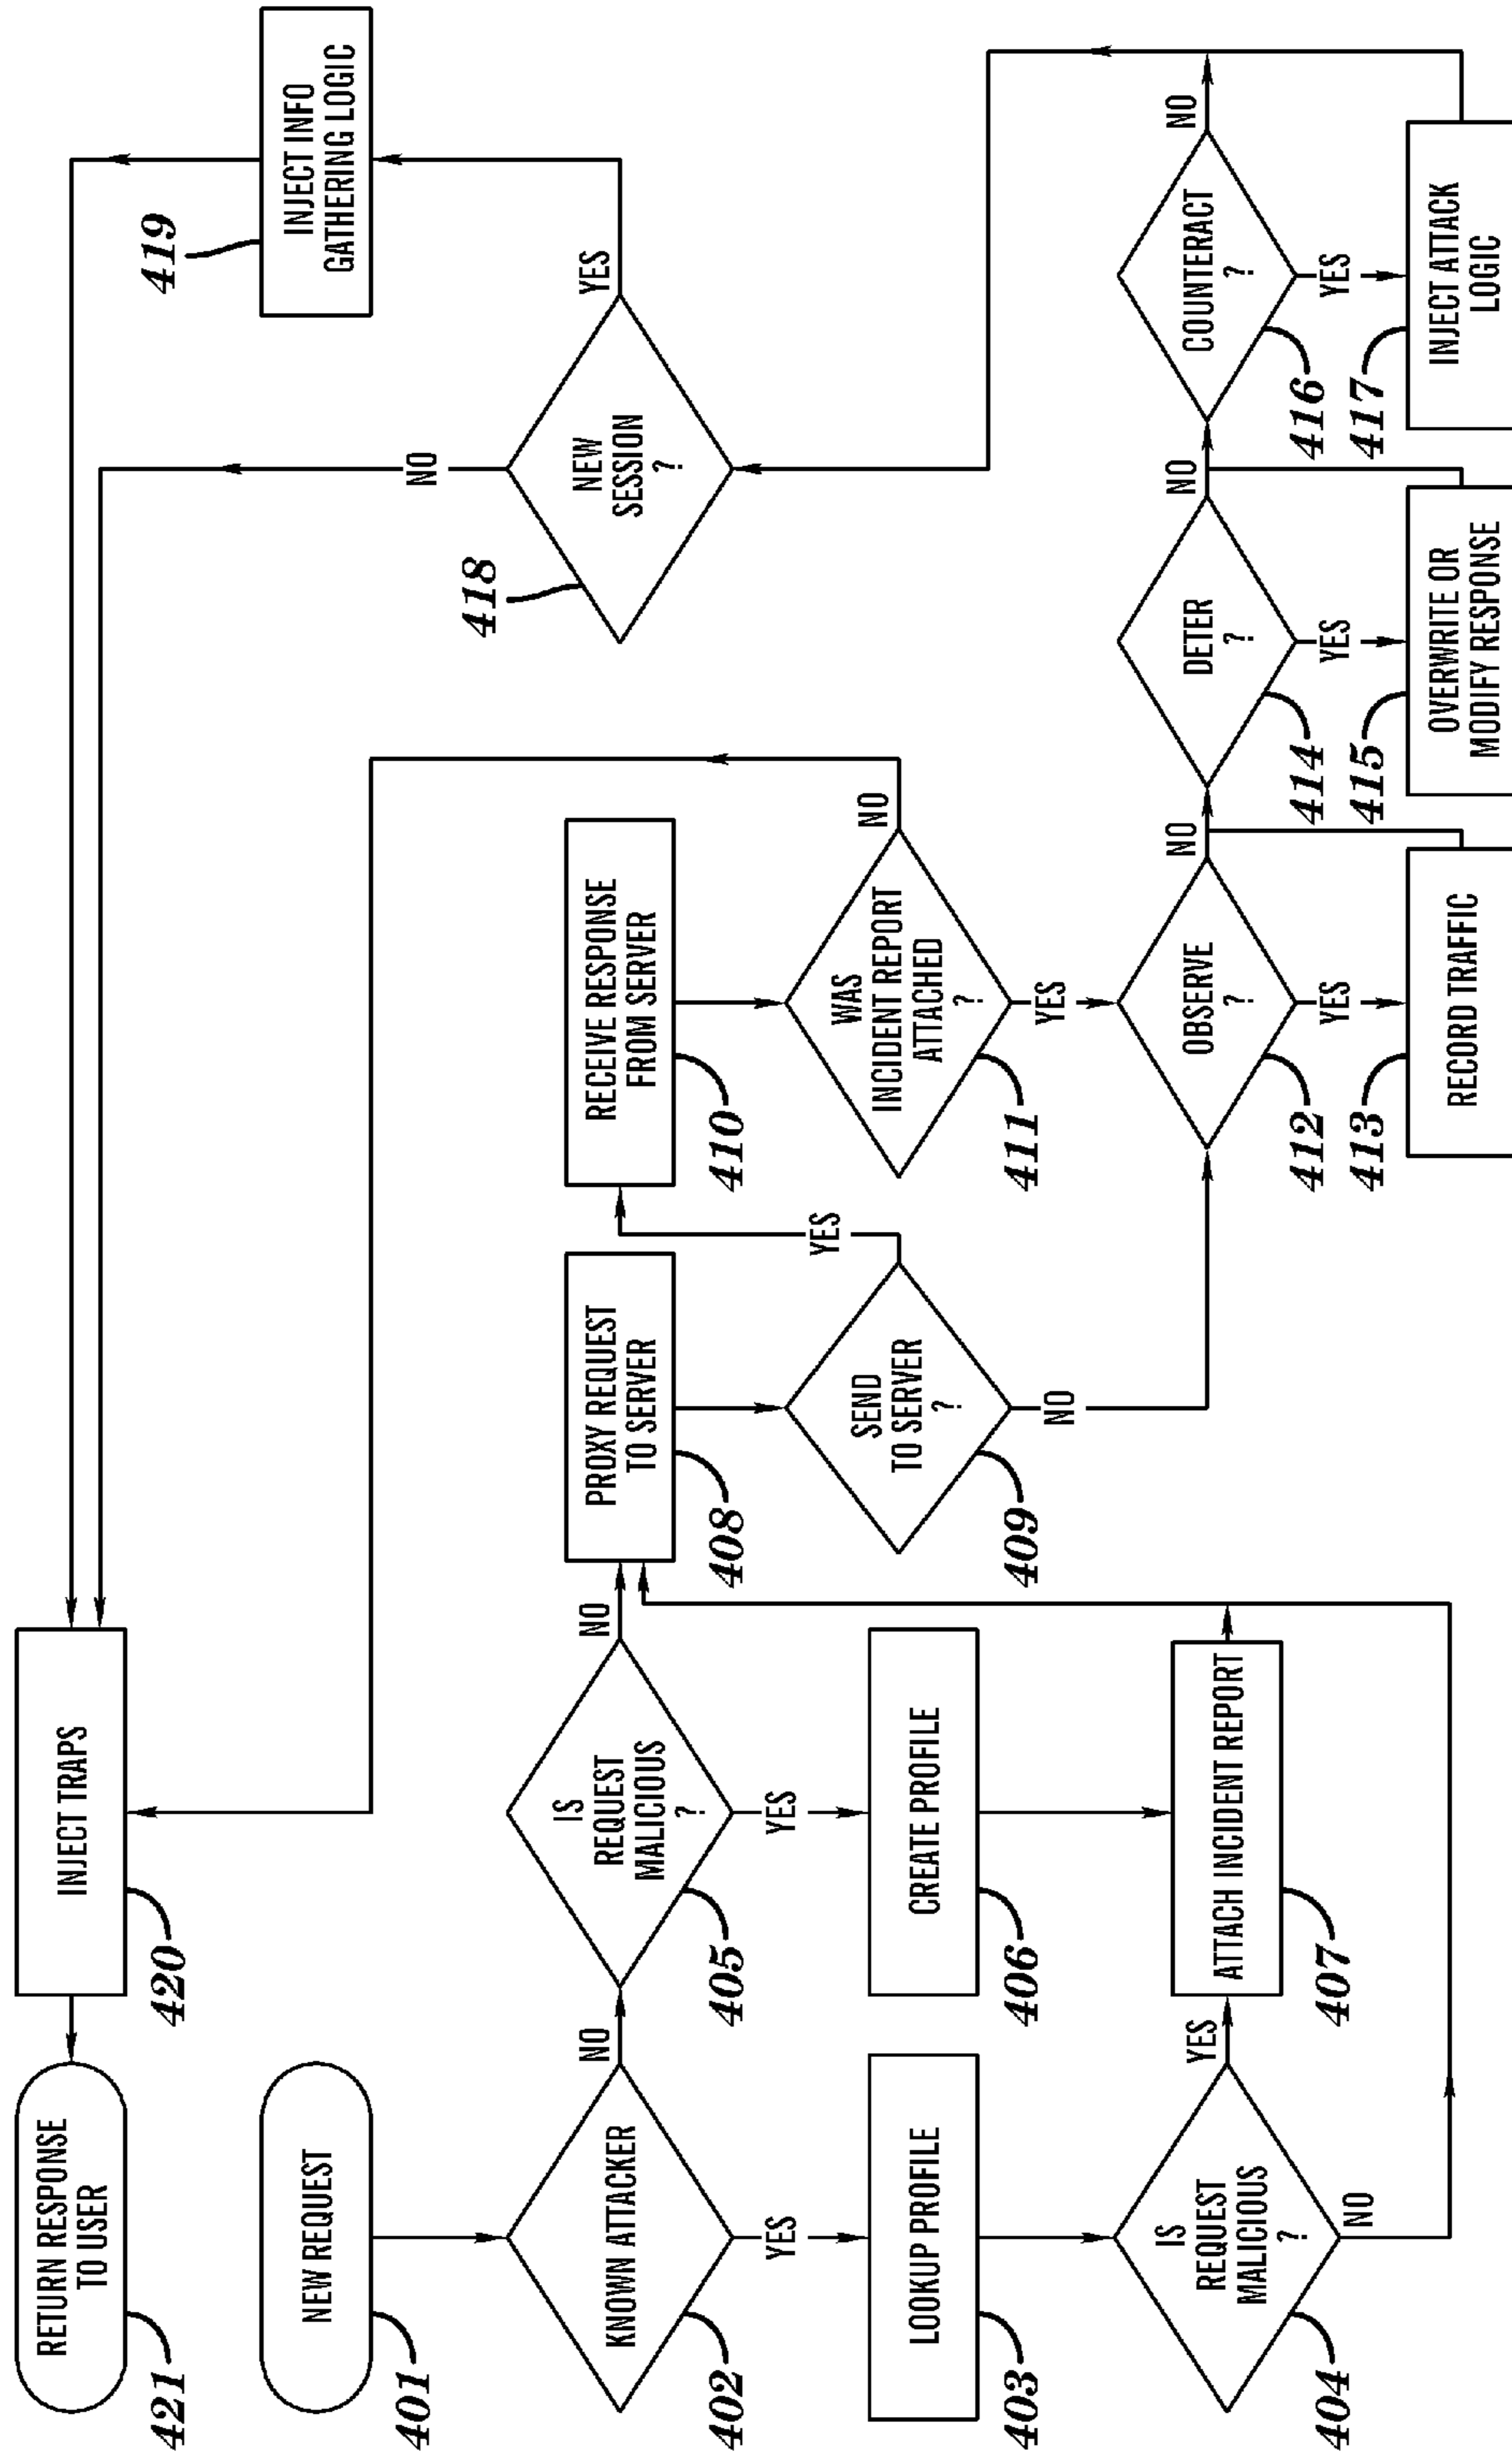 RETURN RESPONSE
TO USER
421
INJECT TRAPS
420
NEW REQUEST
401
INJECT INFO
GATHERING LOGIC
419
KNOWN ATTACKER
402
NO
YES
IS
REQUEST
MALICIOUS
?
405
NO
YES
PROXY REQUEST
TO SERVER
408
RECEIVE RESPONSE
FROM SERVER
410
NEW
SESSION
?
418
NO
YES
LOOKUP PROFILE
403
CREATE PROFILE
406
SEND
TO SERVER
?
409
YES
NO
WAS
INCIDENT REPORT
ATTACHED
?
411
NO
YES
IS
REQUEST
MALICIOUS
?
404
YES
NO
ATTACH INCIDENT REPORT
407
OBSERVE
?
412
NO
YES
DETER
?
414
NO
YES
COUNTERACT
?
416
NO
YES
RECORD TRAFFIC
413
OVERWRITE OR
MODIFY RESPONSE
415
INJECT ATTACK
LOGIC
417